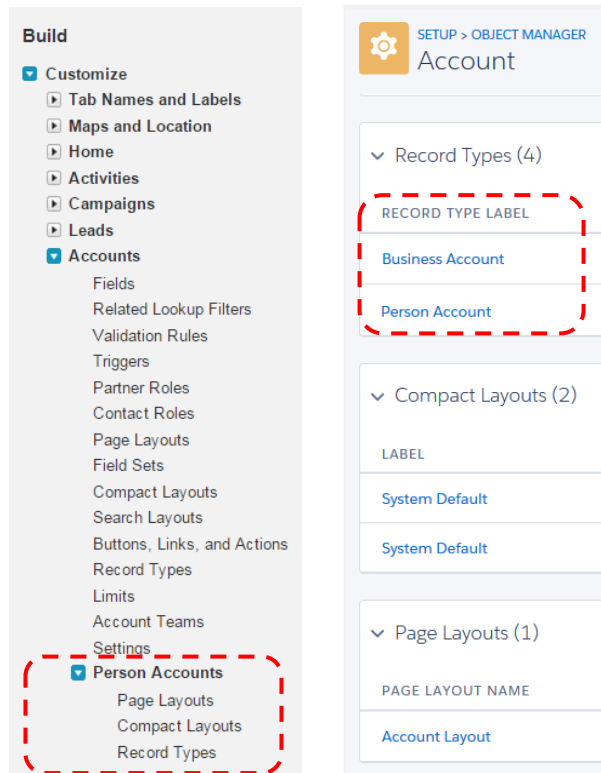 Build
Customize
Tab Names and Labels
Maps and Location
Home
Activities
Campaigns
Leads
Accounts
Fields
Related Lookup Filters
Validation Rules
Triggers
Partner Roles
Contact Roles
Page Layouts
Field Sets
Compact Layouts
Search Layouts
Buttons, Links, and Actions
Record Types
Limits
Account Teams
Settings
Person Accounts
Page Layouts
Compact Layouts
Record Types
SETUP > OBJECT MANAGER
Account
Record Types (4)
RECORD TYPE LABEL
Business Account
Person Account
Compact Layouts (2)
LABEL
System Default
System Default
Page Layouts (1)
PAGE LAYOUT NAME
Account Layout